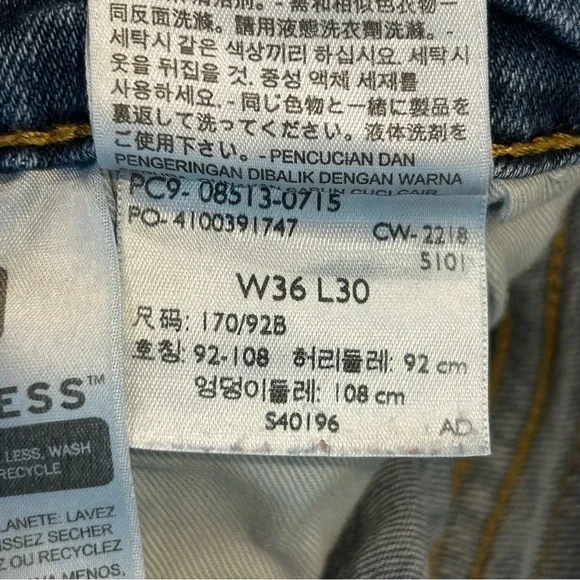 同反面洗滌。請用液態洗衣劑洗滌。-
세탁시 같은 색상끼리 하십시요. 세탁시
옷을 뒤집을 것. 중성 액체 세제를
사용하세요. - 同じ色物と一緒に製品を
裏返して洗ってください。液体洗剤を
ご使用下さい。- PENCUCIAN DAN
PENGERINGAN DIBALIK DENGAN WARNA
PC9- 08513-0715
PO- 4100391747
CW- 2218
5101
W36 L30
尺码: 170/92B
호칭: 92-108 허리둘레: 92 cm
엉덩이둘레: 108 cm
S40196
AD
ESS™
LESS, WASH
RECYCLE
LANETE: LAVEZ
ISSEZ SECHER
Z OU RECYCLEZ
VA MENOS.